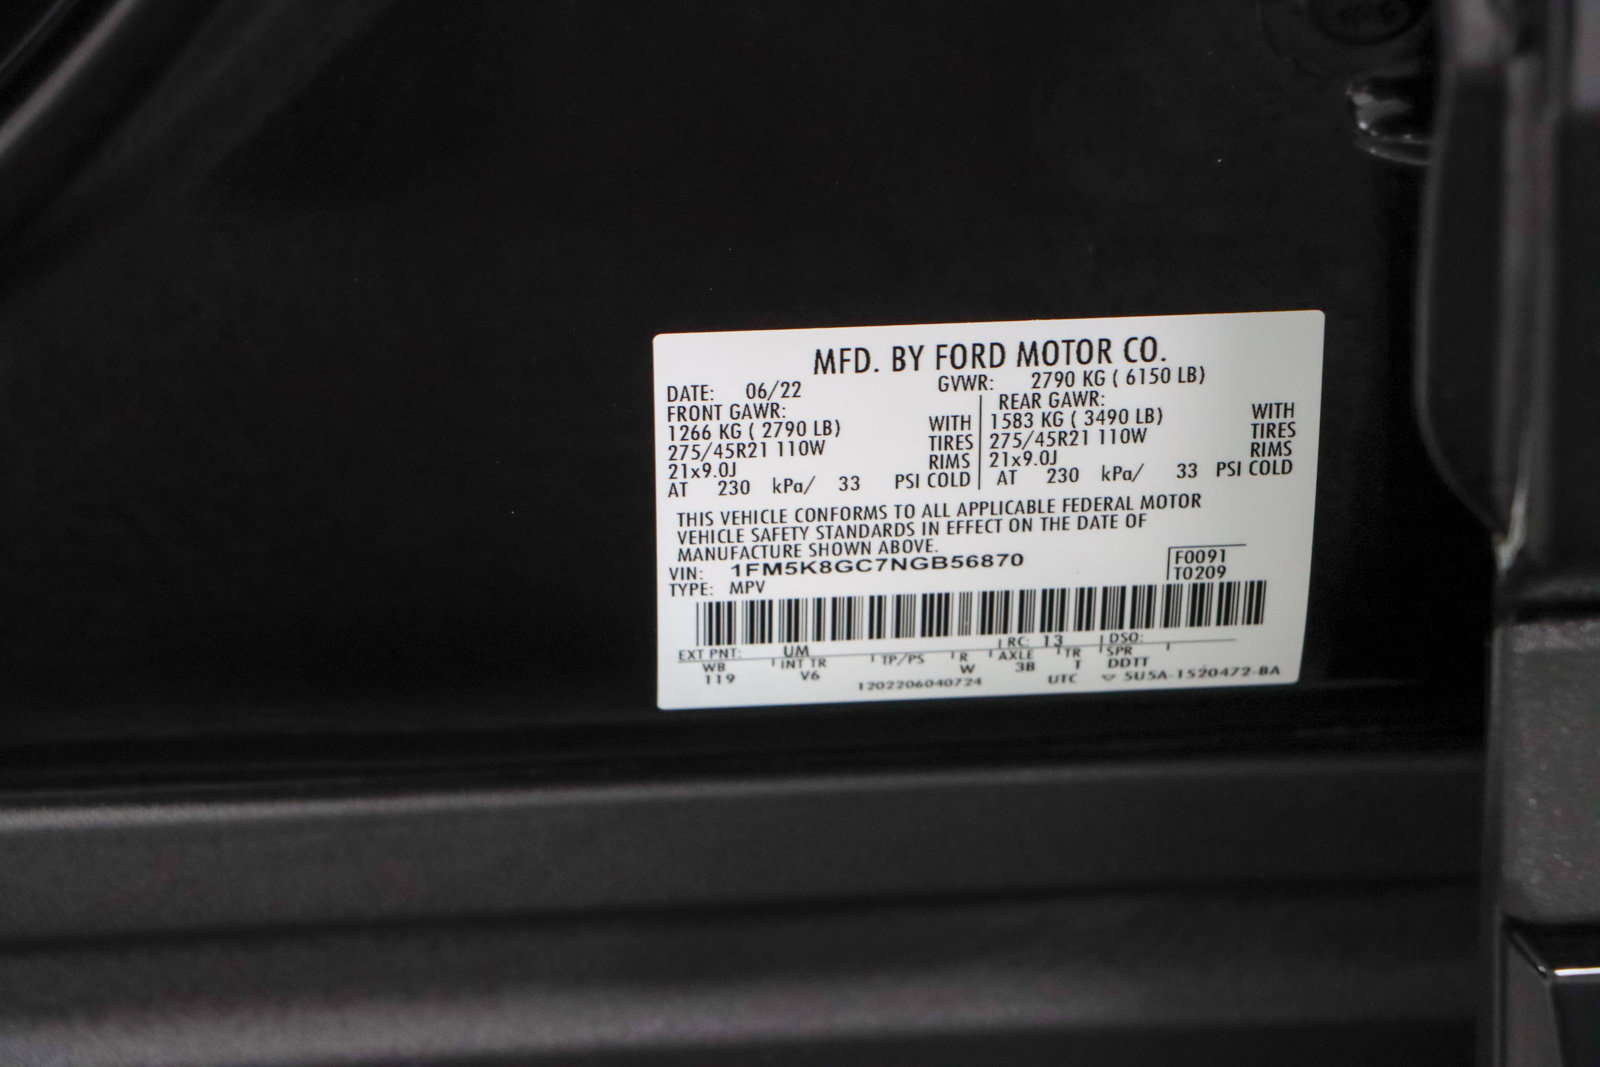 MFD. BY FORD MOTOR CO.
DATE: 06/22 GVWR: 2790 KG ( 6150 LB)
FRONT GAWR: REAR GAWR:
1266 KG ( 2790 LB) WITH 1583 KG ( 3490 LB) WITH
275/45R21 110W TIRES 275/45R21 110W TIRES
21x9.0J RIMS 21x9.0J RIMS
AT 230 kPa/ 33 PSI COLD AT 230 kPa/ 33 PSI COLD
THIS VEHICLE CONFORMS TO ALL APPLICABLE FEDERAL MOTOR
VEHICLE SAFETY STANDARDS IN EFFECT ON THE DATE OF
MANUFACTURE SHOWN ABOVE.
VIN: 1FM5K8GC7NGB56870 F0091
TYPE: MPV T0209
EXT PNT: UM RC: 13 DSO:
WB INT TR TP/PS R AXLE TR SPR
119 V6 W 3B T DDTT
1202206040724 UTC 5U5A-1520472-BA